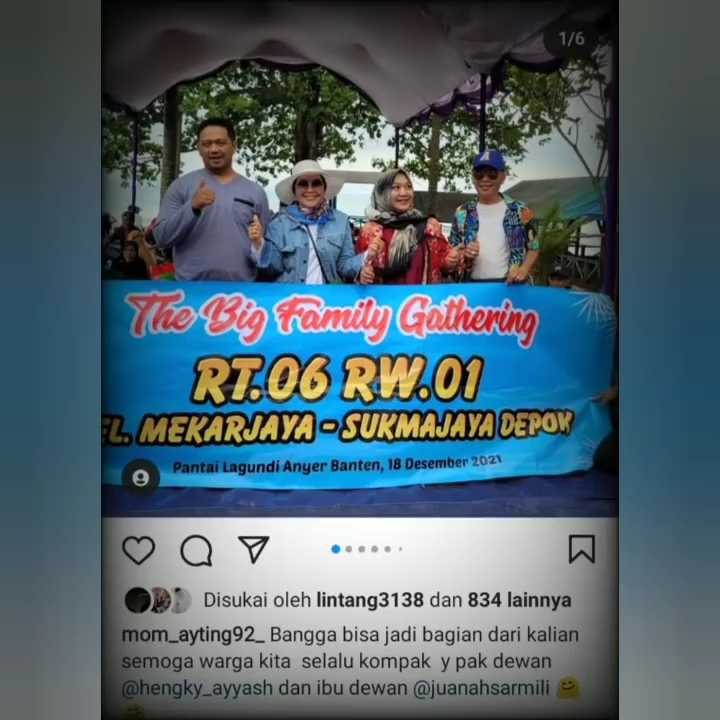 1/6
The Big Family Gathering
RT.06 RW.01
EL. MEKARJAYA - SUKMAJAYA DEPOK
Pantai Lagundi Anyer Banten, 18 Desember 2021
Disukai oleh lintang3138 dan 834 lainnya
mom_ayting92_ Bangga bisa jadi bagian dari kalian
semoga warga kita selalu kompak y pak dewan
@hengky_ayyash dan ibu dewan @juanahsarmili 🤗
🤗